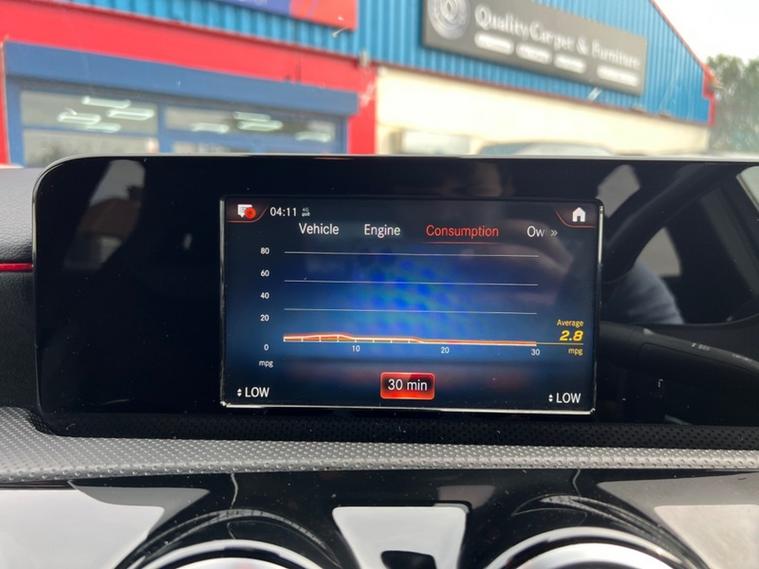 Quality Carpet & Furniture
04:11 4G
Vehicle Engine Consumption Ow »
80
60
40
20
0
mpg
10 20 30
Average
2.8
mpg
30 min
LOW
LOW